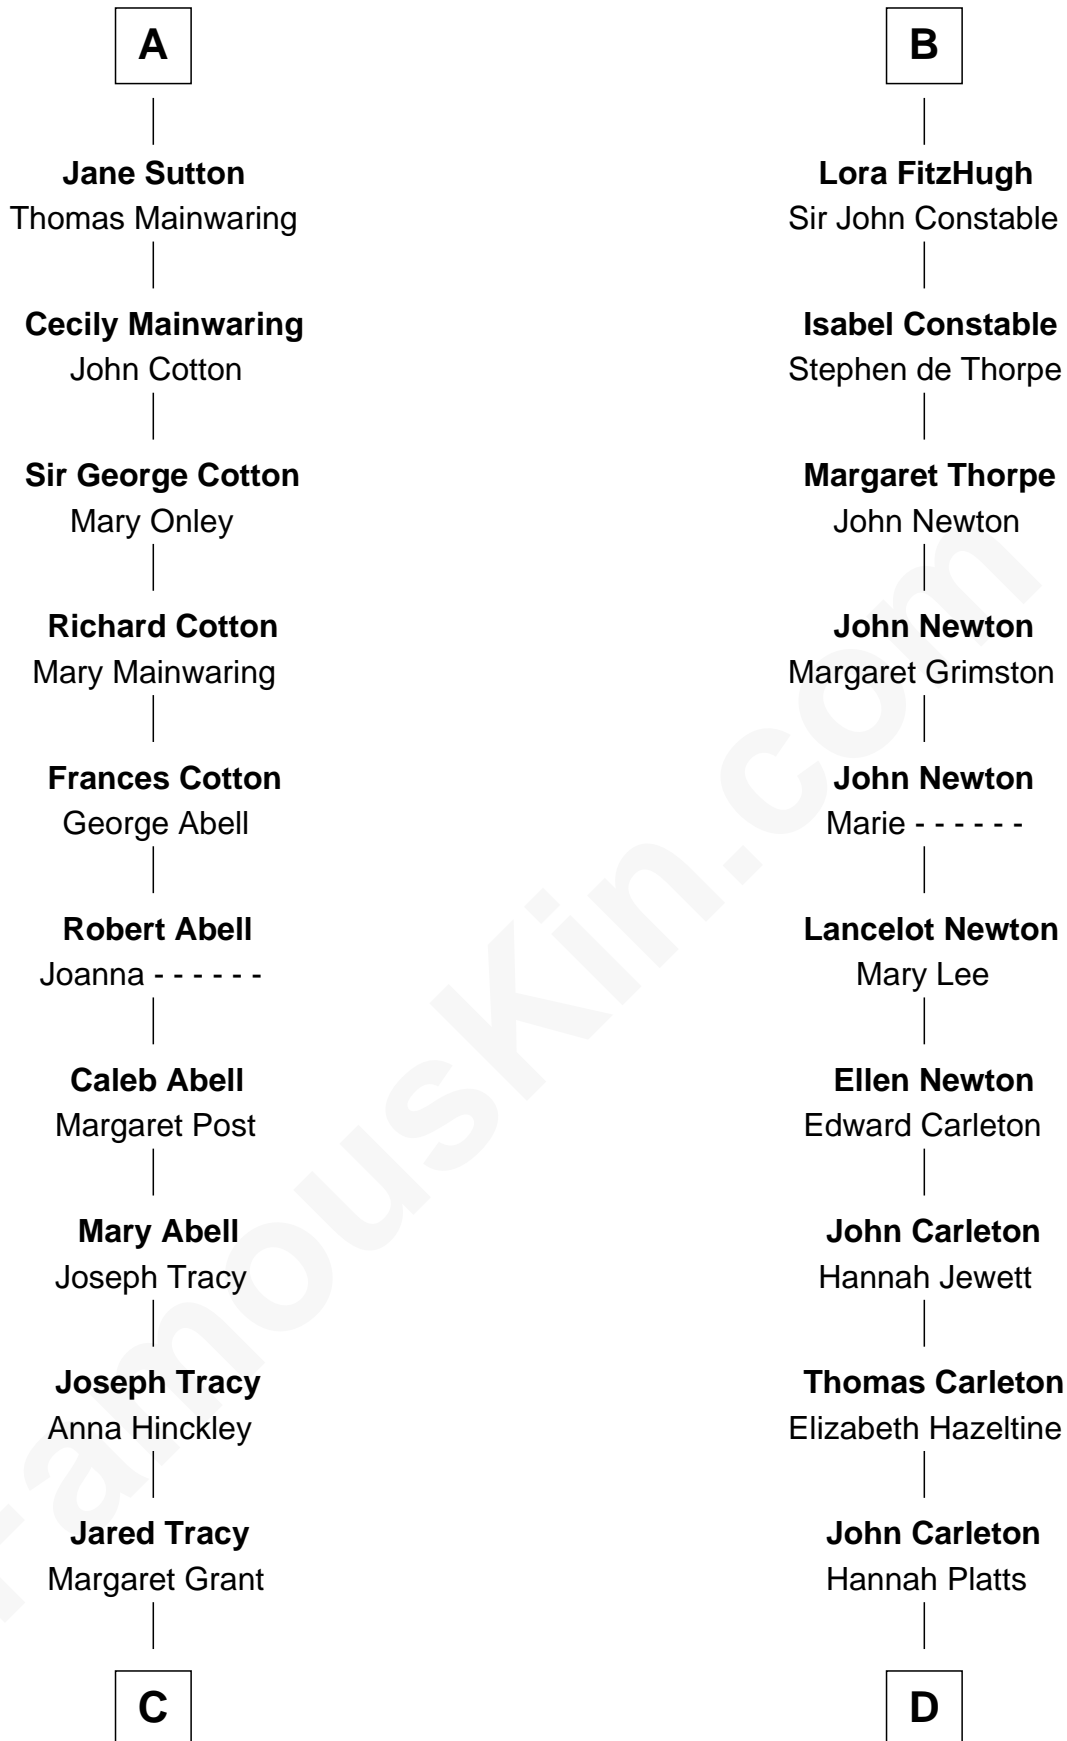 A
Jane Sutton
Thomas Mainwaring
Cecily Mainwaring
John Cotton
Sir George Cotton
Mary Onley
Richard Cotton
Mary Mainwaring
Frances Cotton
George Abell
Robert Abell
Joanna - - - - - -
Caleb Abell
Margaret Post
Mary Abell
Joseph Tracy
Joseph Tracy
Anna Hinckley
Jared Tracy
Margaret Grant
C
B
Lora FitzHugh
Sir John Constable
Isabel Constable
Stephen de Thorpe
Margaret Thorpe
John Newton
John Newton
Margaret Grimston
John Newton
Marie - - - - - -
Lancelot Newton
Mary Lee
Ellen Newton
Edward Carleton
John Carleton
Hannah Jewett
Thomas Carleton
Elizabeth Hazeltine
John Carleton
Hannah Platts
D
FamousKin.com